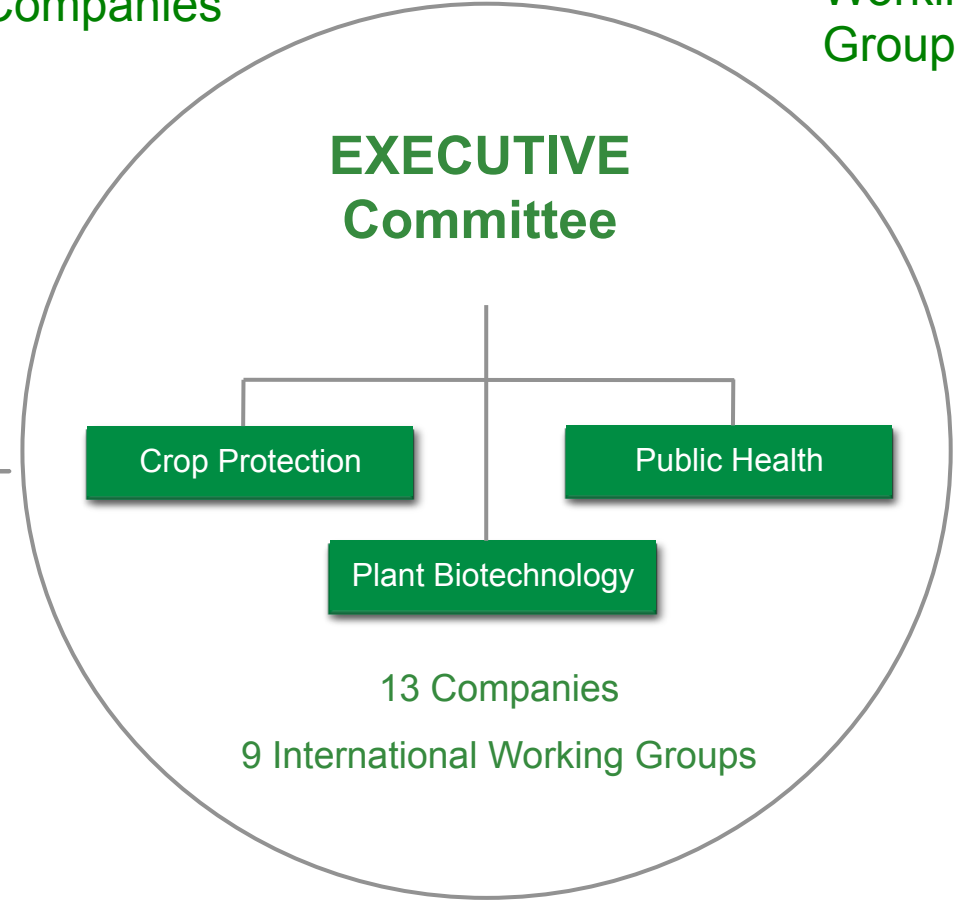 Companies
Group
EXECUTIVE
Committee
Crop Protection
Public Health
Plant Biotechnology
13 Companies
9 International Working Groups